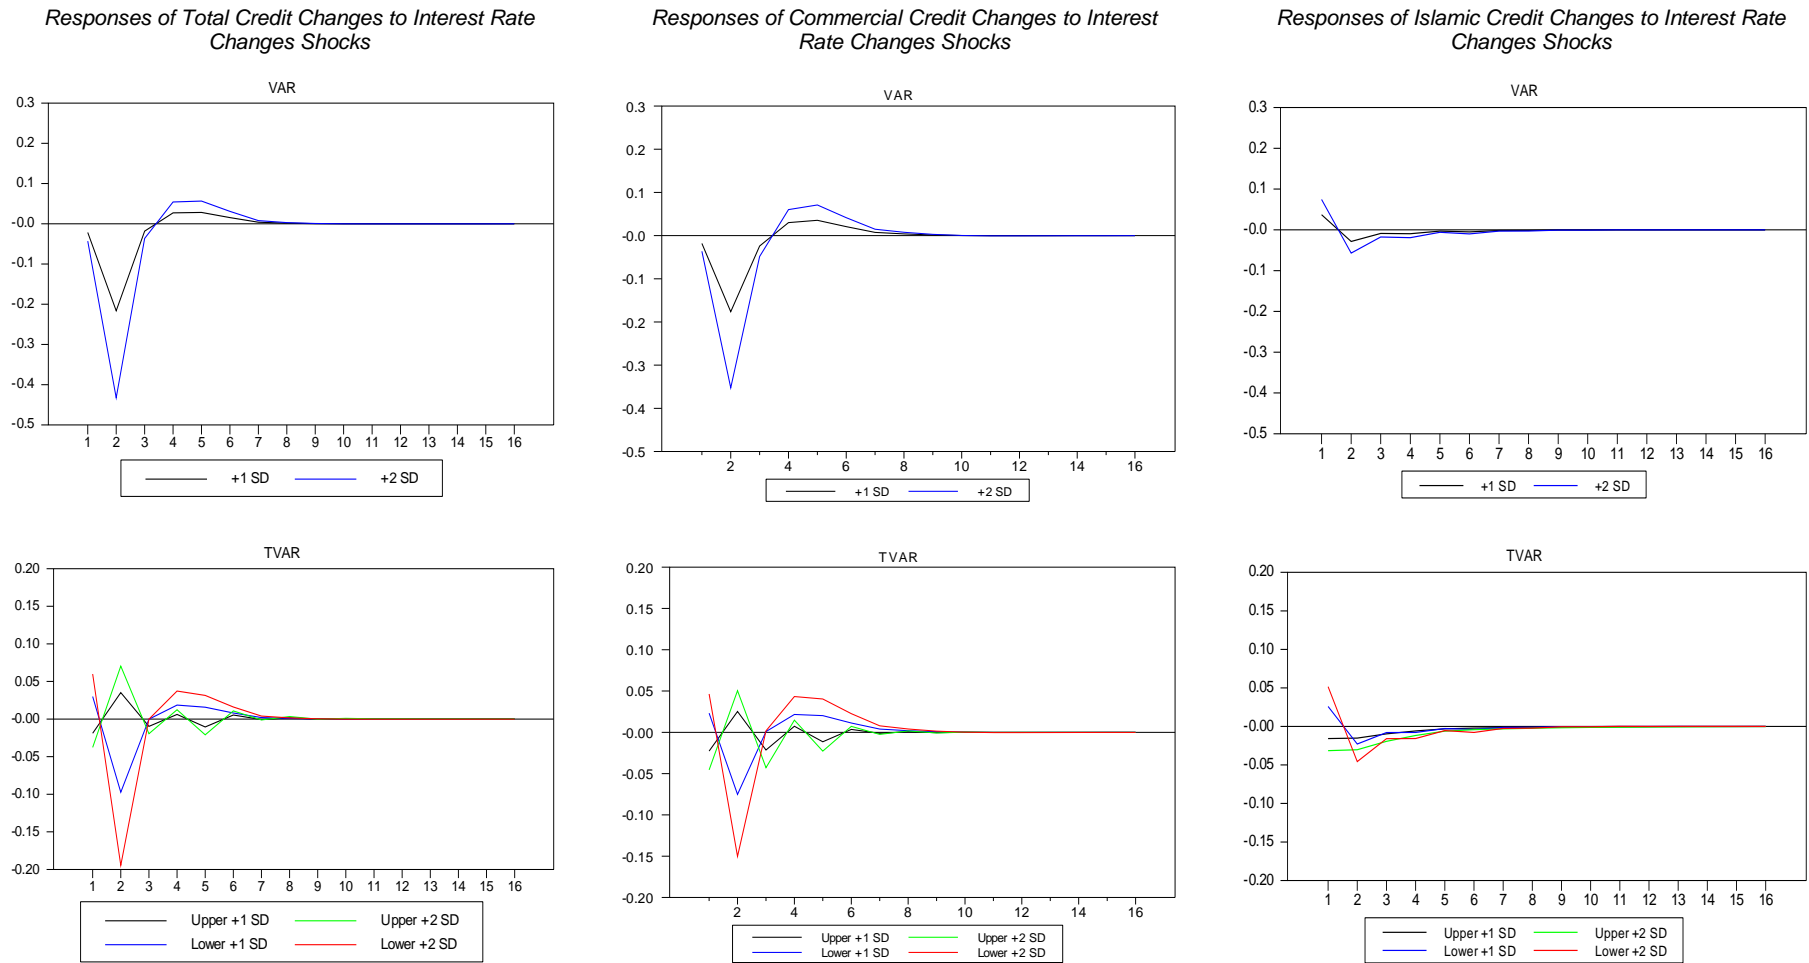 Responses of Total Credit Changes to Interest Rate
Changes Shocks
VAR
0.3
0.2
0.1
-0.0
-0.1
-0.2
-0.3
-0.4
-0.5
1 2 3 4 5 6 7 8 9 10 11 12 13 14 15 16
+1 SD +2 SD
Responses of Commercial Credit Changes to Interest
Rate Changes Shocks
VAR
0.3
0.2
0.1
-0.0
-0.1
-0.2
-0.3
-0.4
-0.5
2 4 6 8 10 12 14 16
+1 SD +2 SD
Responses of Islamic Credit Changes to Interest Rate
Changes Shocks
VAR
0.3
0.2
0.1
-0.0
-0.1
-0.2
-0.3
-0.4
-0.5
1 2 3 4 5 6 7 8 9 10 11 12 13 14 15 16
+1 SD +2 SD
TVAR
0.20
0.15
0.10
0.05
-0.00
-0.05
-0.10
-0.15
-0.20
1 2 3 4 5 6 7 8 9 10 11 12 13 14 15 16
Upper +1 SD Upper +2 SD
Lower +1 SD Lower +2 SD
TVAR
0.20
0.15
0.10
0.05
-0.00
-0.05
-0.10
-0.15
-0.20
2 4 6 8 10 12 14 16
Upper +1 SD Upper +2 SD
Lower +1 SD Lower +2 SD
TVAR
0.20
0.15
0.10
0.05
-0.00
-0.05
-0.10
-0.15
-0.20
1 2 3 4 5 6 7 8 9 10 11 12 13 14 15 16
Upper +1 SD Upper +2 SD
Lower +1 SD Lower +2 SD